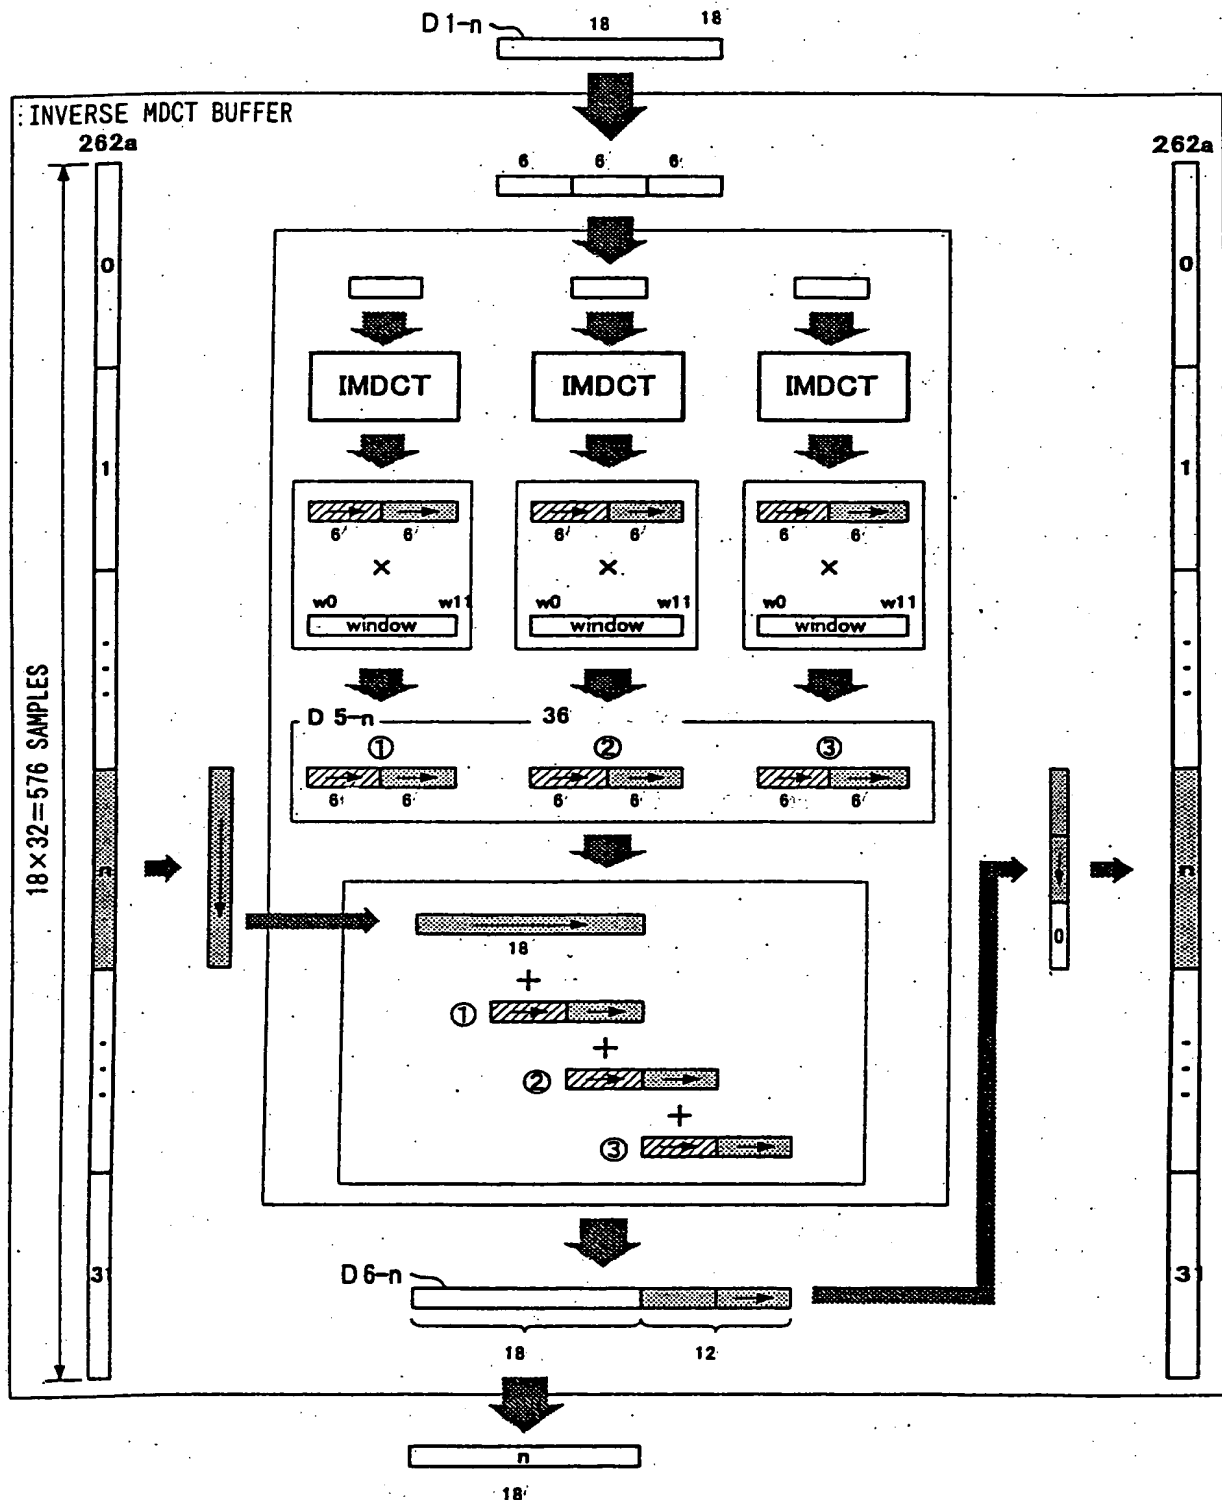 D1-n 18 18
INVERSE MDCT BUFFER
262a 262a
6 6 6
0 0
IMDCT IMDCT IMDCT
1 1
6 6 6 6 6 6
× × ×
w0 w11 w0 w11 w0 w11
window window window
18×32=576 SAMPLES
D 5-n 36
① ② ③
6 6 6 6 6 6
n n
18
0
+
①
+
②
+
③
31 31
D6-n
18 12
n
18